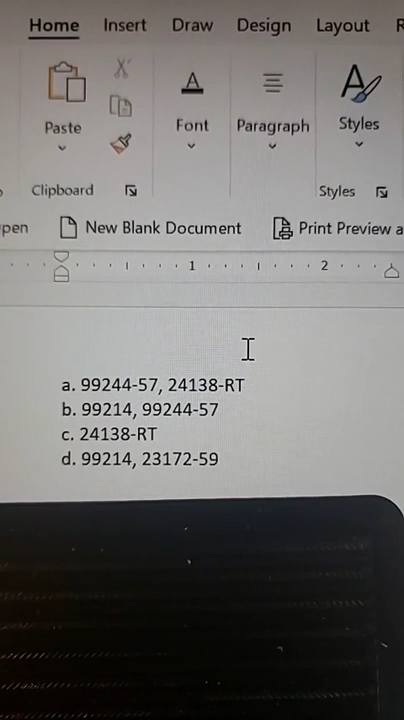 Home Insert Draw Design Layout R
Paste Font Paragraph Styles
Clipboard Styles
pen New Blank Document Print Preview a
1 2
a. 99244-57, 24138-RT
b. 99214, 99244-57
c. 24138-RT
d. 99214, 23172-59